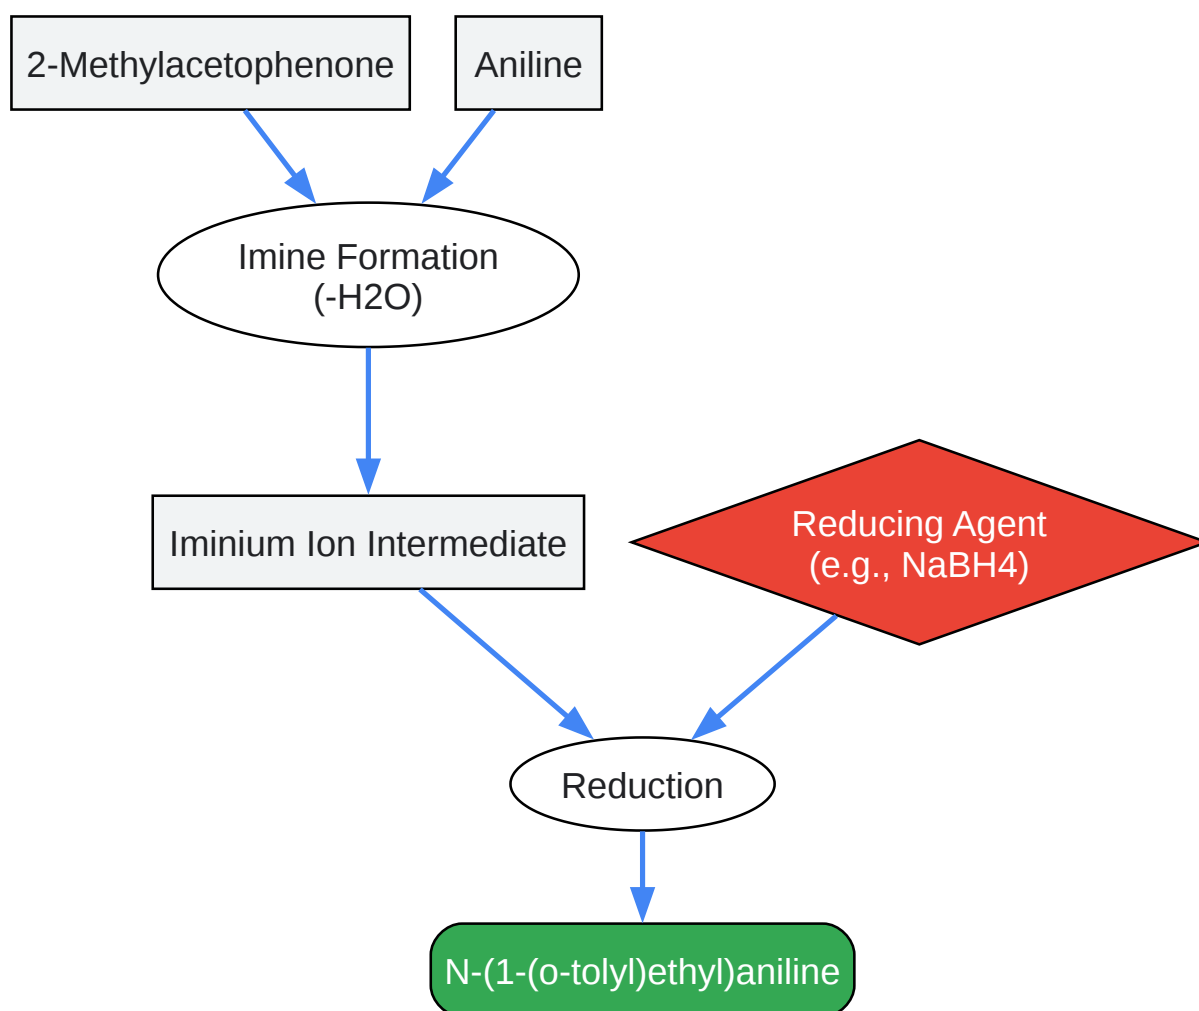 2-Methylacetophenone
Aniline
Imine Formation
(-H2O)
Iminium Ion Intermediate
Reducing Agent
(e.g., NaBH4)
Reduction
N-(1-(o-tolyl)ethyl)aniline